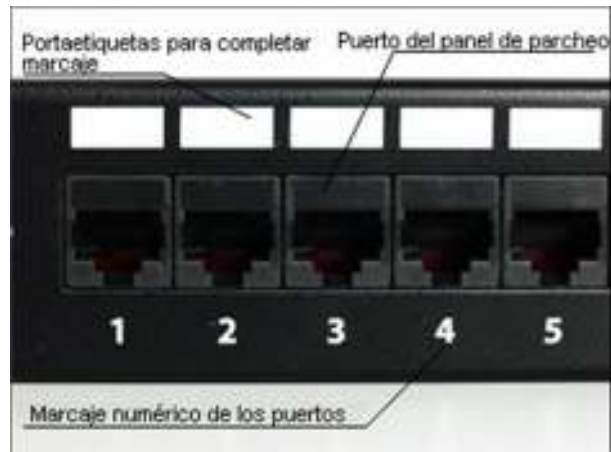 Portaetiquetas para completar
marcaje
Puerto del panel de parcheo
1 2 3 4 5
Marcaje numérico de los puertos